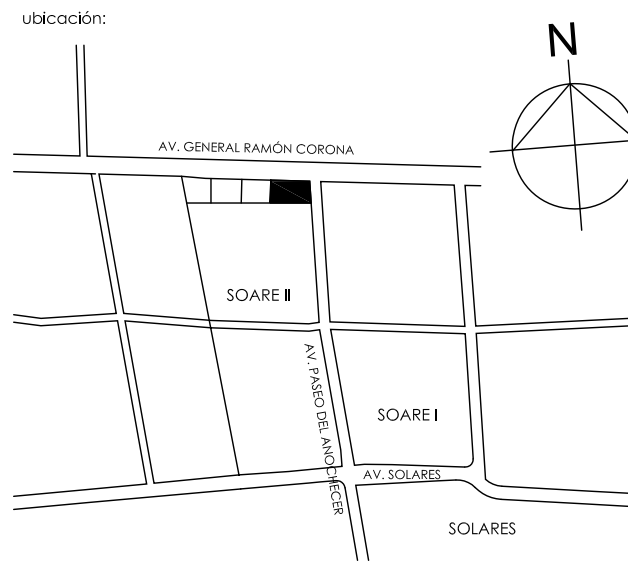 ubicación:
N
AV. GENERAL RAMÓN CORONA
SOARE II
AV. PASEO DEL ANOCHECER
SOARE I
AV. SOLARES
SOLARES